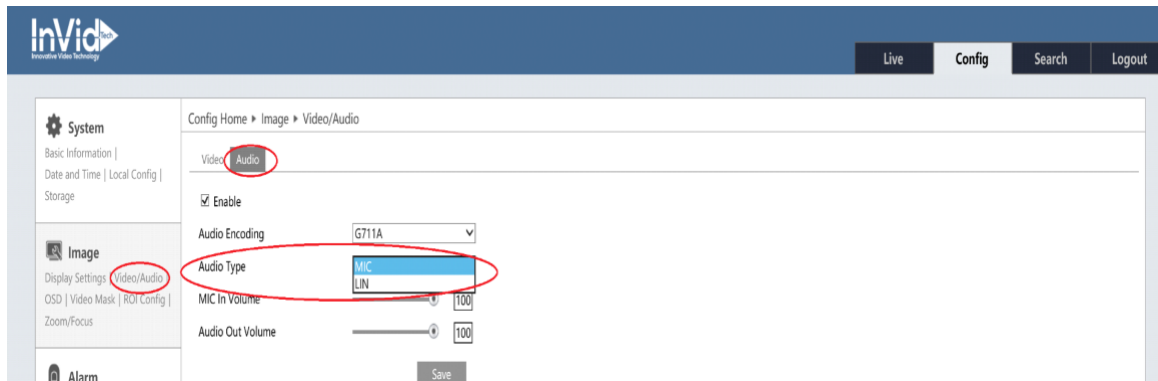 InVid Tech
Innovative Video Technology
Live Config Search Logout
System
Basic Information |
Date and Time | Local Config |
Storage
Image
Display Settings | Video/Audio
OSD | Video Mask | ROI Config |
Zoom/Focus
Alarm
Config Home ▸ Image ▸ Video/Audio
Video Audio
Enable
Audio Encoding G711A
Audio Type MIC
LIN
MIC In Volume 100
Audio Out Volume 100
Save